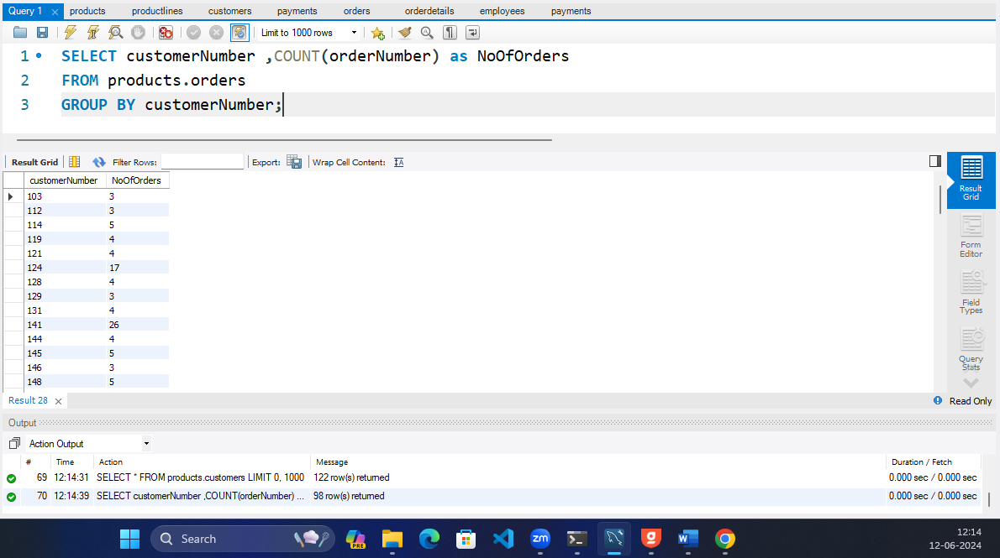 Query 1 products productlines customers payments orders orderdetails employees payments
Limit to 1000 rows
1 SELECT customerNumber ,COUNT(orderNumber) as NoOfOrders
2 FROM products.orders
3 GROUP BY customerNumber;
Result Grid Filter Rows: Export: Wrap Cell Content: IA
customerNumber NoOfOrders
103 3
112 3
114 5
119 4
121 4
124 17
128 4
129 3
131 4
141 26
144 4
145 5
146 3
148 5
Result
Grid
Form
Editor
Field
Types
Query
Stats
Result 28 Read Only
Output
Action Output
# Time Action Message Duration / Fetch
69 12:14:31 SELECT * FROM products.customers LIMIT 0, 1000 122 row(s) returned 0.000 sec / 0.000 sec
70 12:14:39 SELECT customerNumber ,COUNT(orderNumber) ... 98 row(s) returned 0.000 sec / 0.000 sec
Search PRE zm g W 12:14
12-06-2024